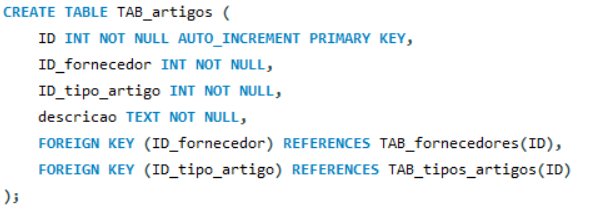 CREATE TABLE TAB_artigos (
ID INT NOT NULL AUTO_INCREMENT PRIMARY KEY,
ID_fornecedor INT NOT NULL,
ID_tipo_artigo INT NOT NULL,
descricao TEXT NOT NULL,
FOREIGN KEY (ID_fornecedor) REFERENCES TAB_fornecedores(ID),
FOREIGN KEY (ID_tipo_artigo) REFERENCES TAB_tipos_artigos(ID)
);